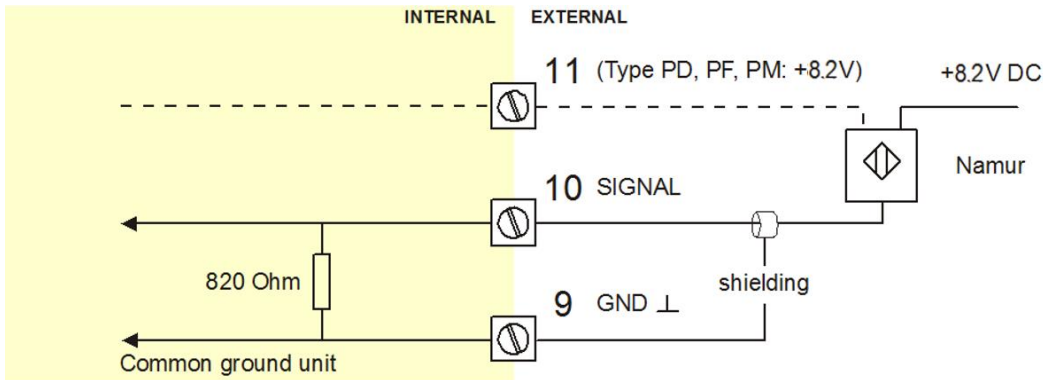 INTERNAL EXTERNAL
11 (Type PD, PF, PM: +8.2V) +8.2V DC
Namur
10 SIGNAL
820 Ohm
shielding
9 GND ⊥
Common ground unit